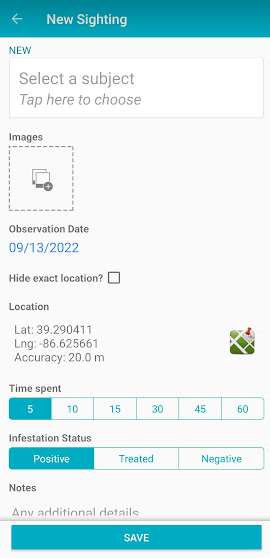 New Sighting
NEW
Select a subject
Tap here to choose
Images
Observation Date
09/13/2022
Hide exact location?
Location
Lat: 39.290411
Lng: -86.625661
Accuracy: 20.0 m
Time spent
5 10 15 30 45 60
Infestation Status
Positive Treated Negative
Notes
Any additional details
SAVE